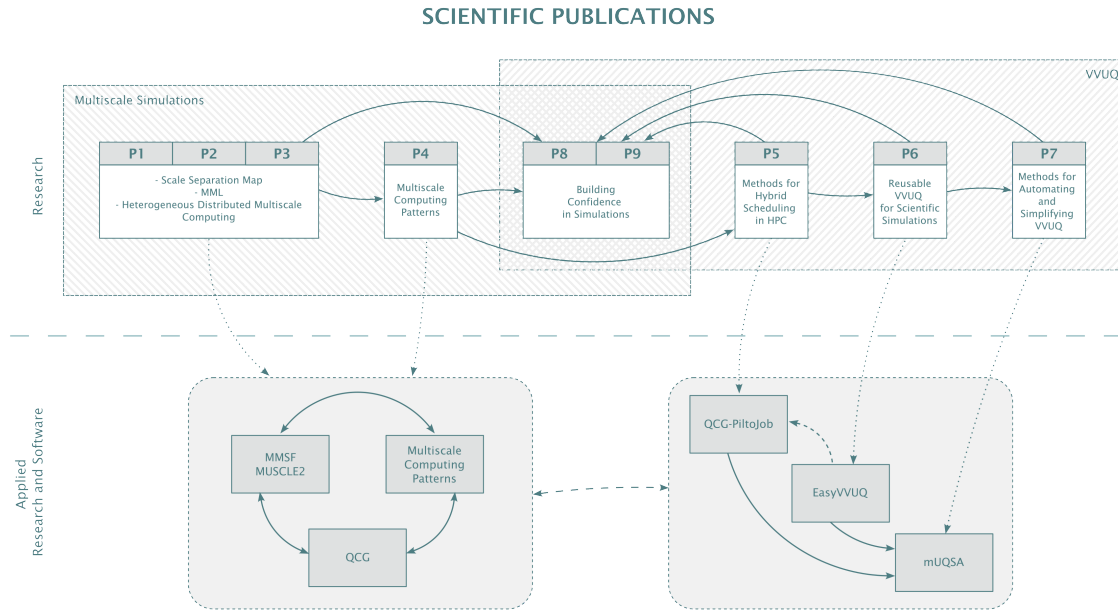 SCIENTIFIC PUBLICATIONS
VVUQ
Multiscale Simulations
Research
P1
P2
P3
- Scale Separation Map
- MML
- Heterogeneous Distributed Multiscale
Computing
P4
Multiscale
Computing
Patterns
P8
P9
Building
Confidence
in Simulations
P5
Methods for
Hybrid
Scheduling
in HPC
P6
Reusable
VVUQ
for Scientific
Simulations
P7
Methods for
Automating
and
Simplifying
VVUQ
Applied
Research and Software
MMSF
MUSCLE2
Multiscale
Computing
Patterns
QCG
QCG-PiltoJob
EasyVVUQ
mUQSA